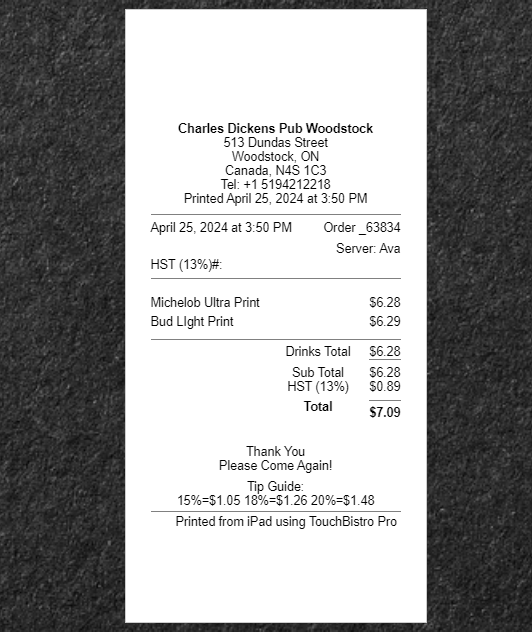 Charles Dickens Pub Woodstock
513 Dundas Street
Woodstock, ON
Canada, N4S 1C3
Tel: +1 5194212218
Printed April 25, 2024 at 3:50 PM
April 25, 2024 at 3:50 PM Order _63834
Server: Ava
HST (13%)#:
Michelob Ultra Print $6.28
Bud LIght Print $6.29
Drinks Total $6.28
Sub Total $6.28
HST (13%) $0.89
Total $7.09
Thank You
Please Come Again!
Tip Guide:
15%=$1.05 18%=$1.26 20%=$1.48
Printed from iPad using TouchBistro Pro